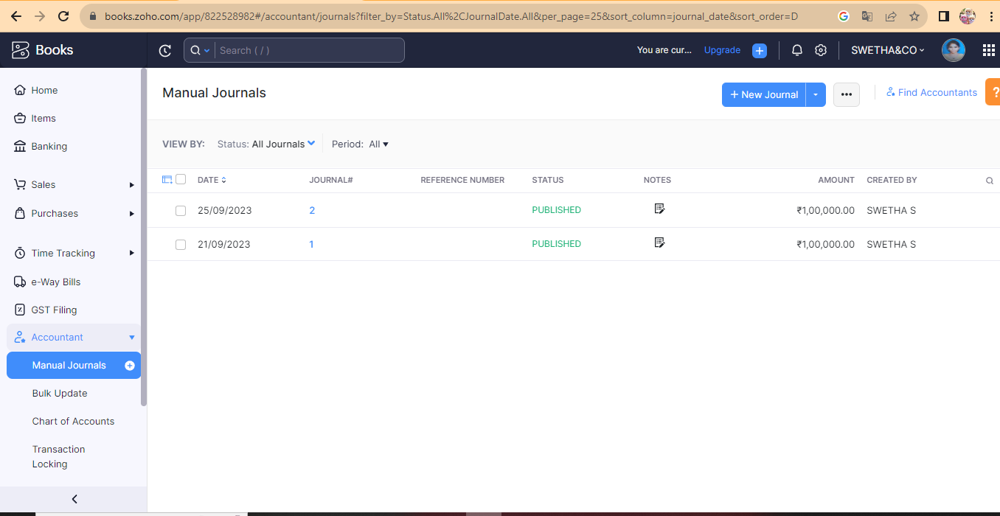 books.zoho.com/app/822528982#/accountant/journals?filter_by=Status.All%2CJournalDate.All&per_page=25&sort_column=journal_date&sort_order=D
Books
Search ( / )
You are cur...
Upgrade
SWETHA&CO
Home
Items
Banking
Sales
Purchases
Time Tracking
e-Way Bills
GST Filing
Accountant
Manual Journals
Bulk Update
Chart of Accounts
Transaction
Locking
Manual Journals
+ New Journal
Find Accountants
?
VIEW BY: Status: All Journals Period: All
DATE JOURNAL# REFERENCE NUMBER STATUS NOTES AMOUNT CREATED BY
25/09/2023 2 PUBLISHED ₹1,00,000.00 SWETHA S
21/09/2023 1 PUBLISHED ₹1,00,000.00 SWETHA S